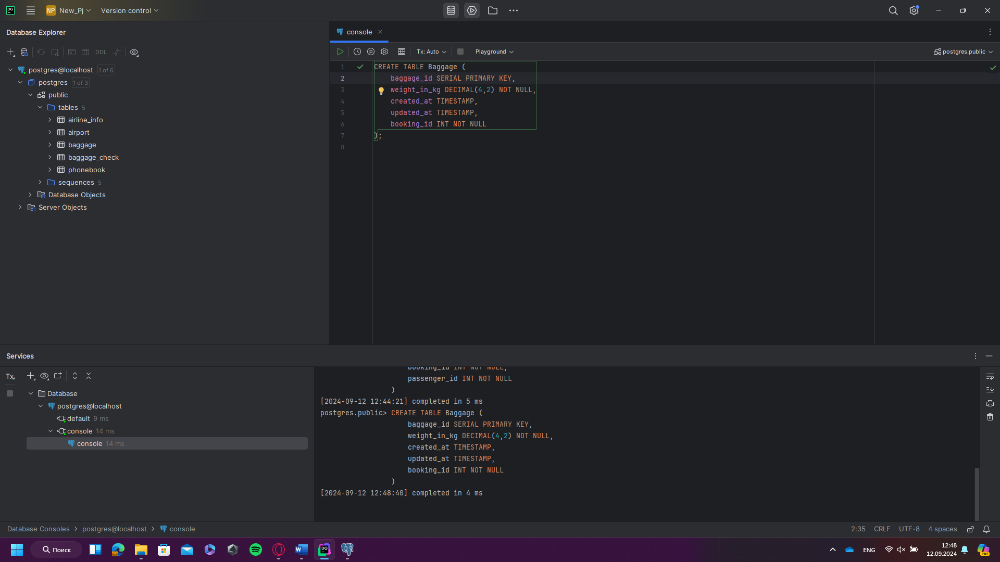 DG
NP New_Pj Version control
Database Explorer
console
DDL
Tx: Auto Playground postgres.public
postgres@localhost 1 of 6
postgres 1 of 3
public
tables 5
airline_info
airport
baggage
baggage_check
phonebook
sequences 5
Database Objects
Server Objects
1 CREATE TABLE Baggage (
2 baggage_id SERIAL PRIMARY KEY,
3 weight_in_kg DECIMAL(4,2) NOT NULL,
4 created_at TIMESTAMP,
5 updated_at TIMESTAMP,
6 booking_id INT NOT NULL
7 );
8
Services
Tx
Database
postgres@localhost
default 9 ms
console 14 ms
console 14 ms
booking_id INT NOT NULL,
passenger_id INT NOT NULL
)
[2024-09-12 12:44:21] completed in 5 ms
postgres.public> CREATE TABLE Baggage (
baggage_id SERIAL PRIMARY KEY,
weight_in_kg DECIMAL(4,2) NOT NULL,
created_at TIMESTAMP,
updated_at TIMESTAMP,
booking_id INT NOT NULL
)
[2024-09-12 12:48:40] completed in 4 ms
Database Consoles postgres@localhost console
2:35 CRLF UTF-8 4 spaces
Поиск
W
DG
ENG
12:48
12.09.2024
PRE